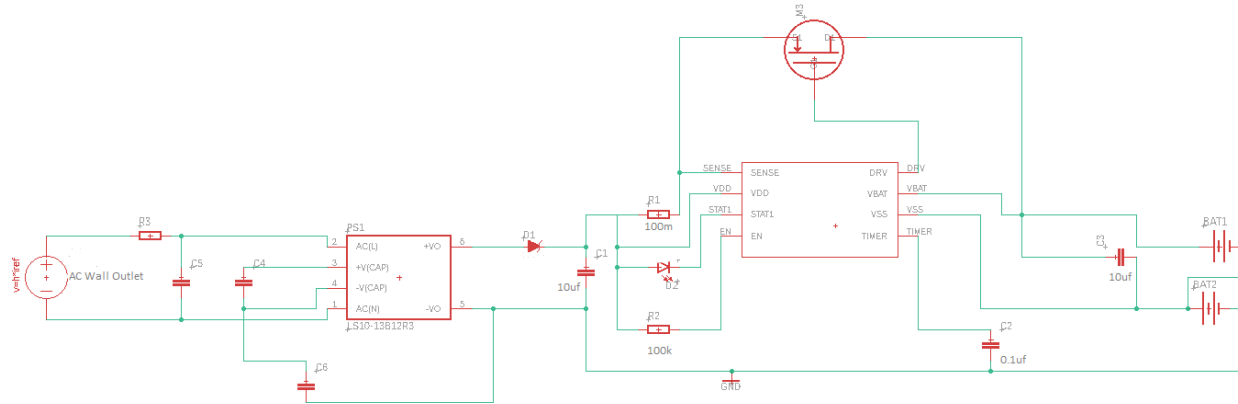 M3
S1
D1
G
SENSE
SENSE
DRV
DRV
VDD
VDD
VBAT
VBAT
STAT1
STAT1
VSS
VSS
EN
EN
TIMER
TIMER
R1
100m
D2
R2
100k
R3
PS1
2
AC(L)
+VO
6
3
+V(CAP)
4
-V(CAP)
1
AC(N)
-VO
5
LS10-13B12R3
D1
C1
10uf
C5
C4
C6
AC Wall Outlet
C3
10uf
BAT1
BAT2
C2
0.1uf
GND